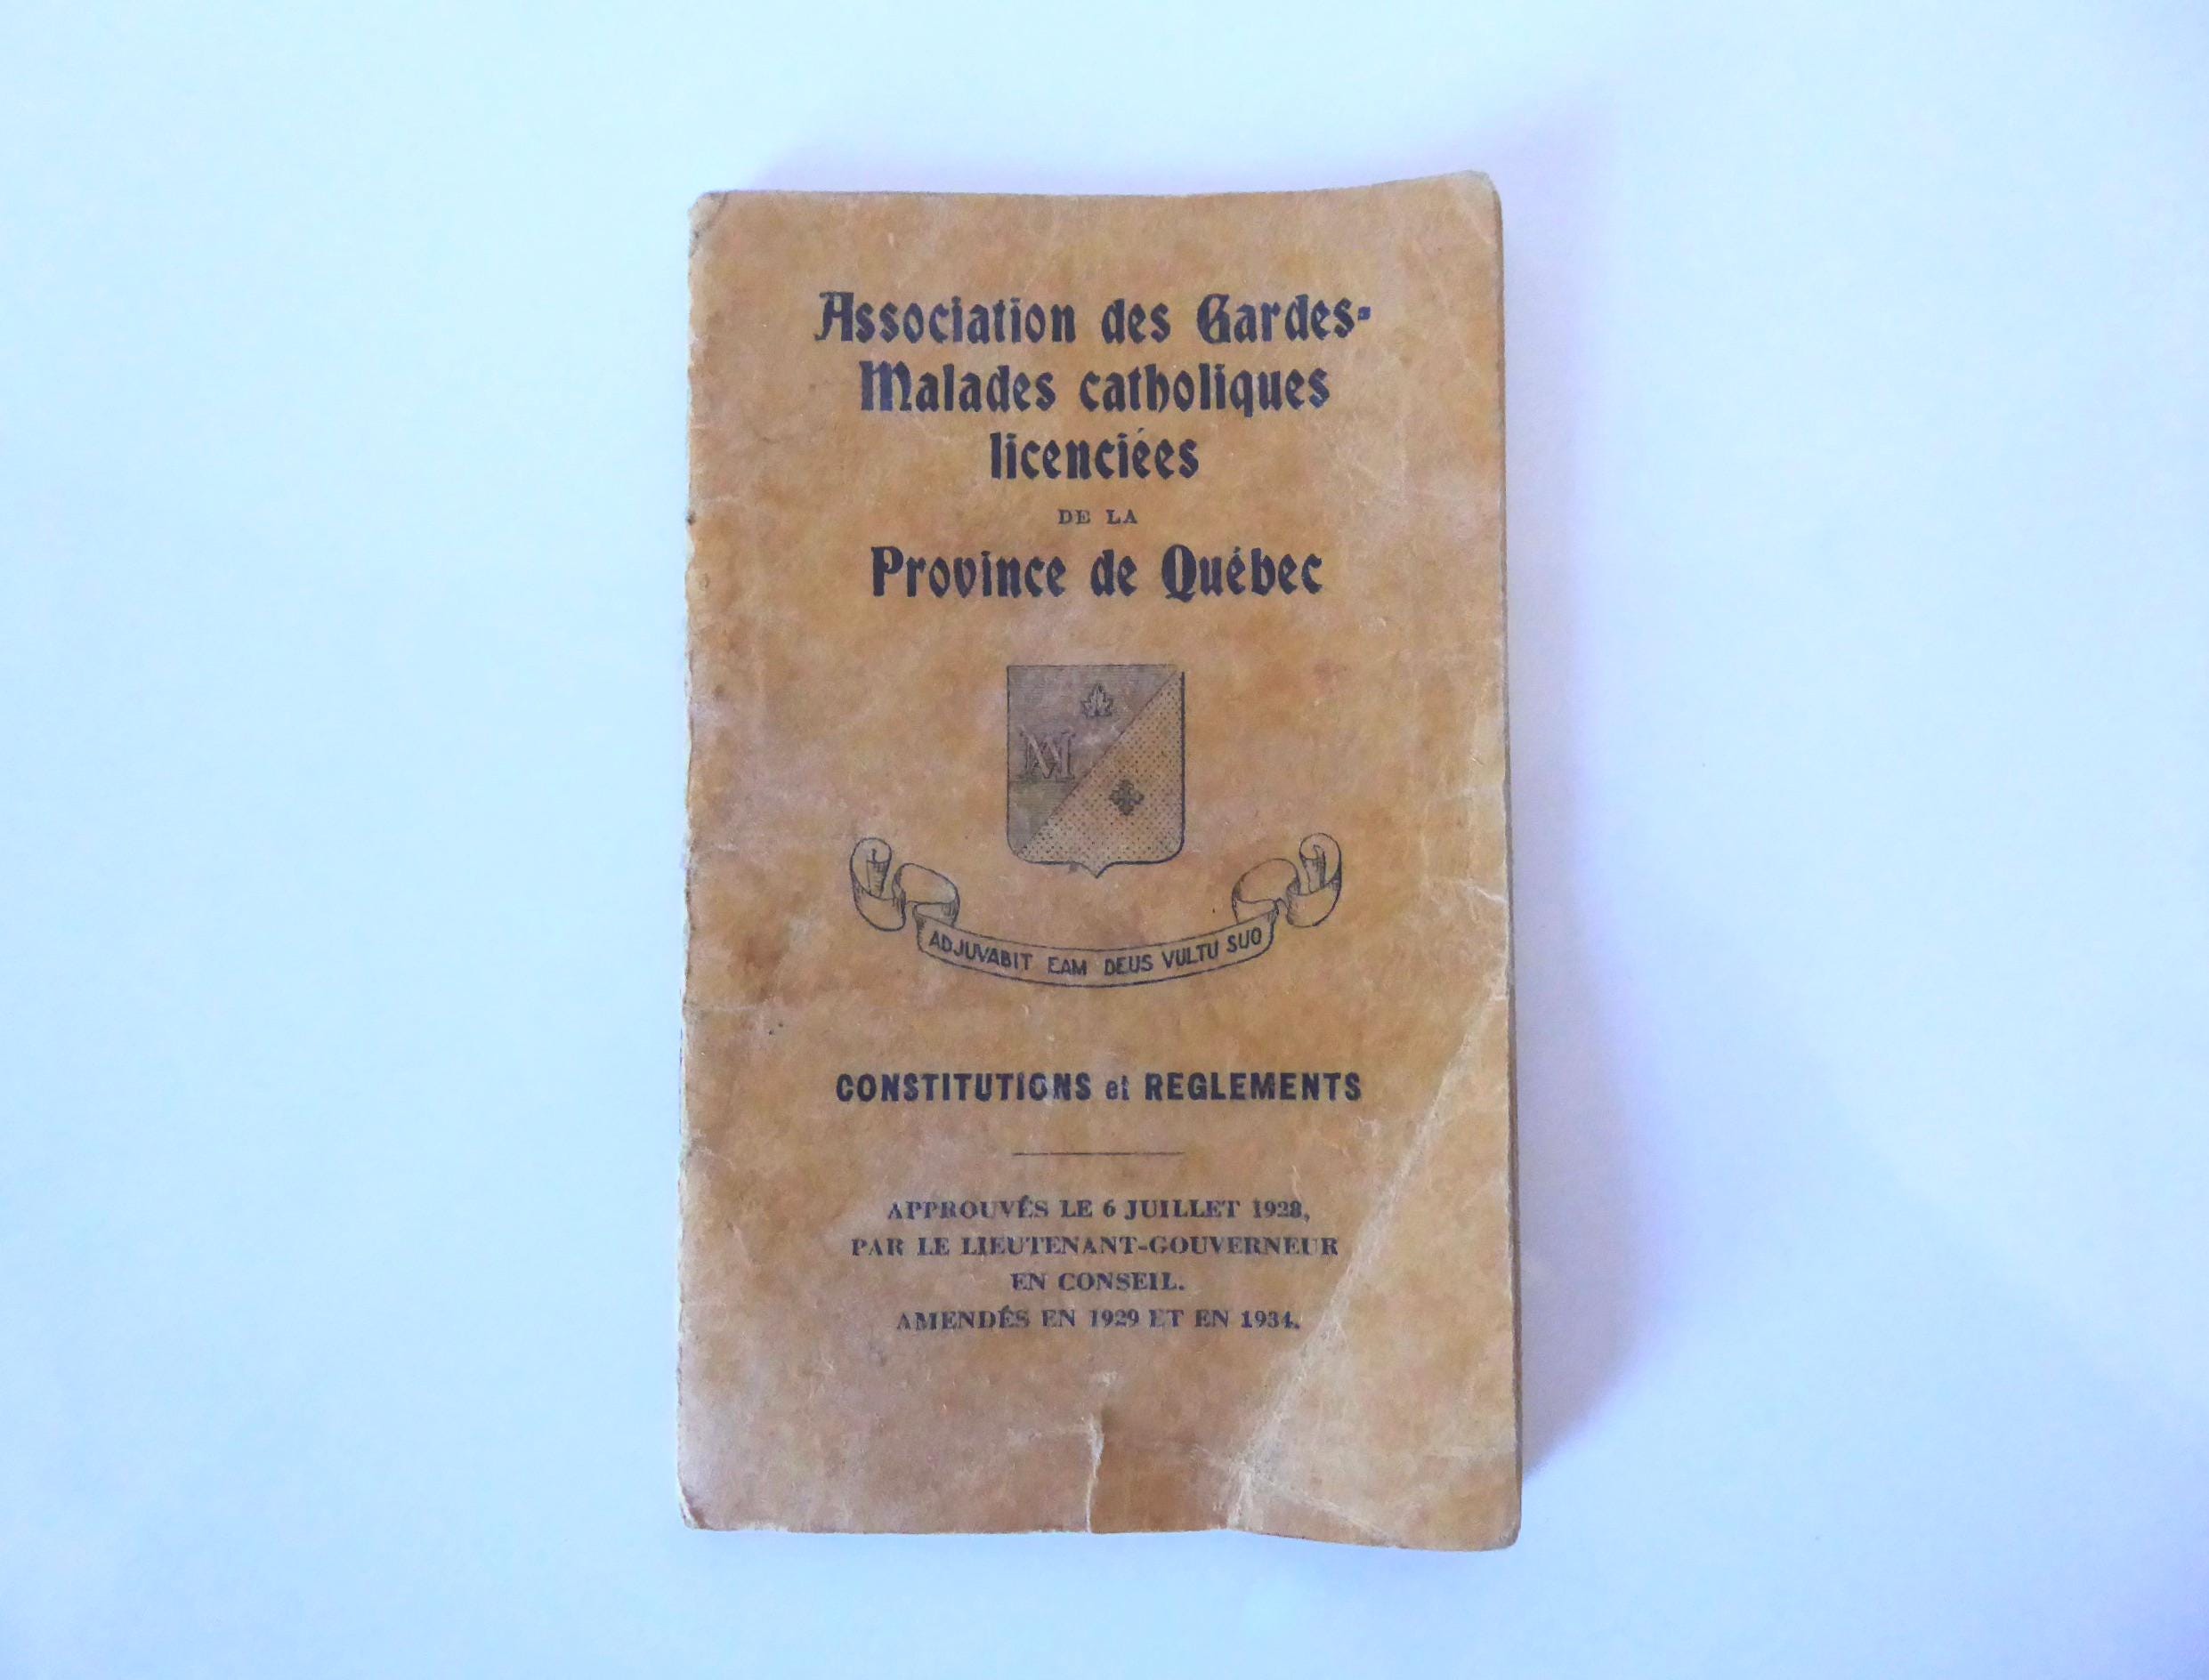 Association des Gardes-
Malades catholiques
licenciées
DE LA
Province de Québec
M
ADJUVABIT EAM DEUS VULTU SUO
CONSTITUTIONS et REGLEMENTS
APPROUVÉS LE 6 JUILLET 1928,
PAR LE LIEUTENANT-GOUVERNEUR
EN CONSEIL.
AMENDÉS EN 1929 ET EN 1934.